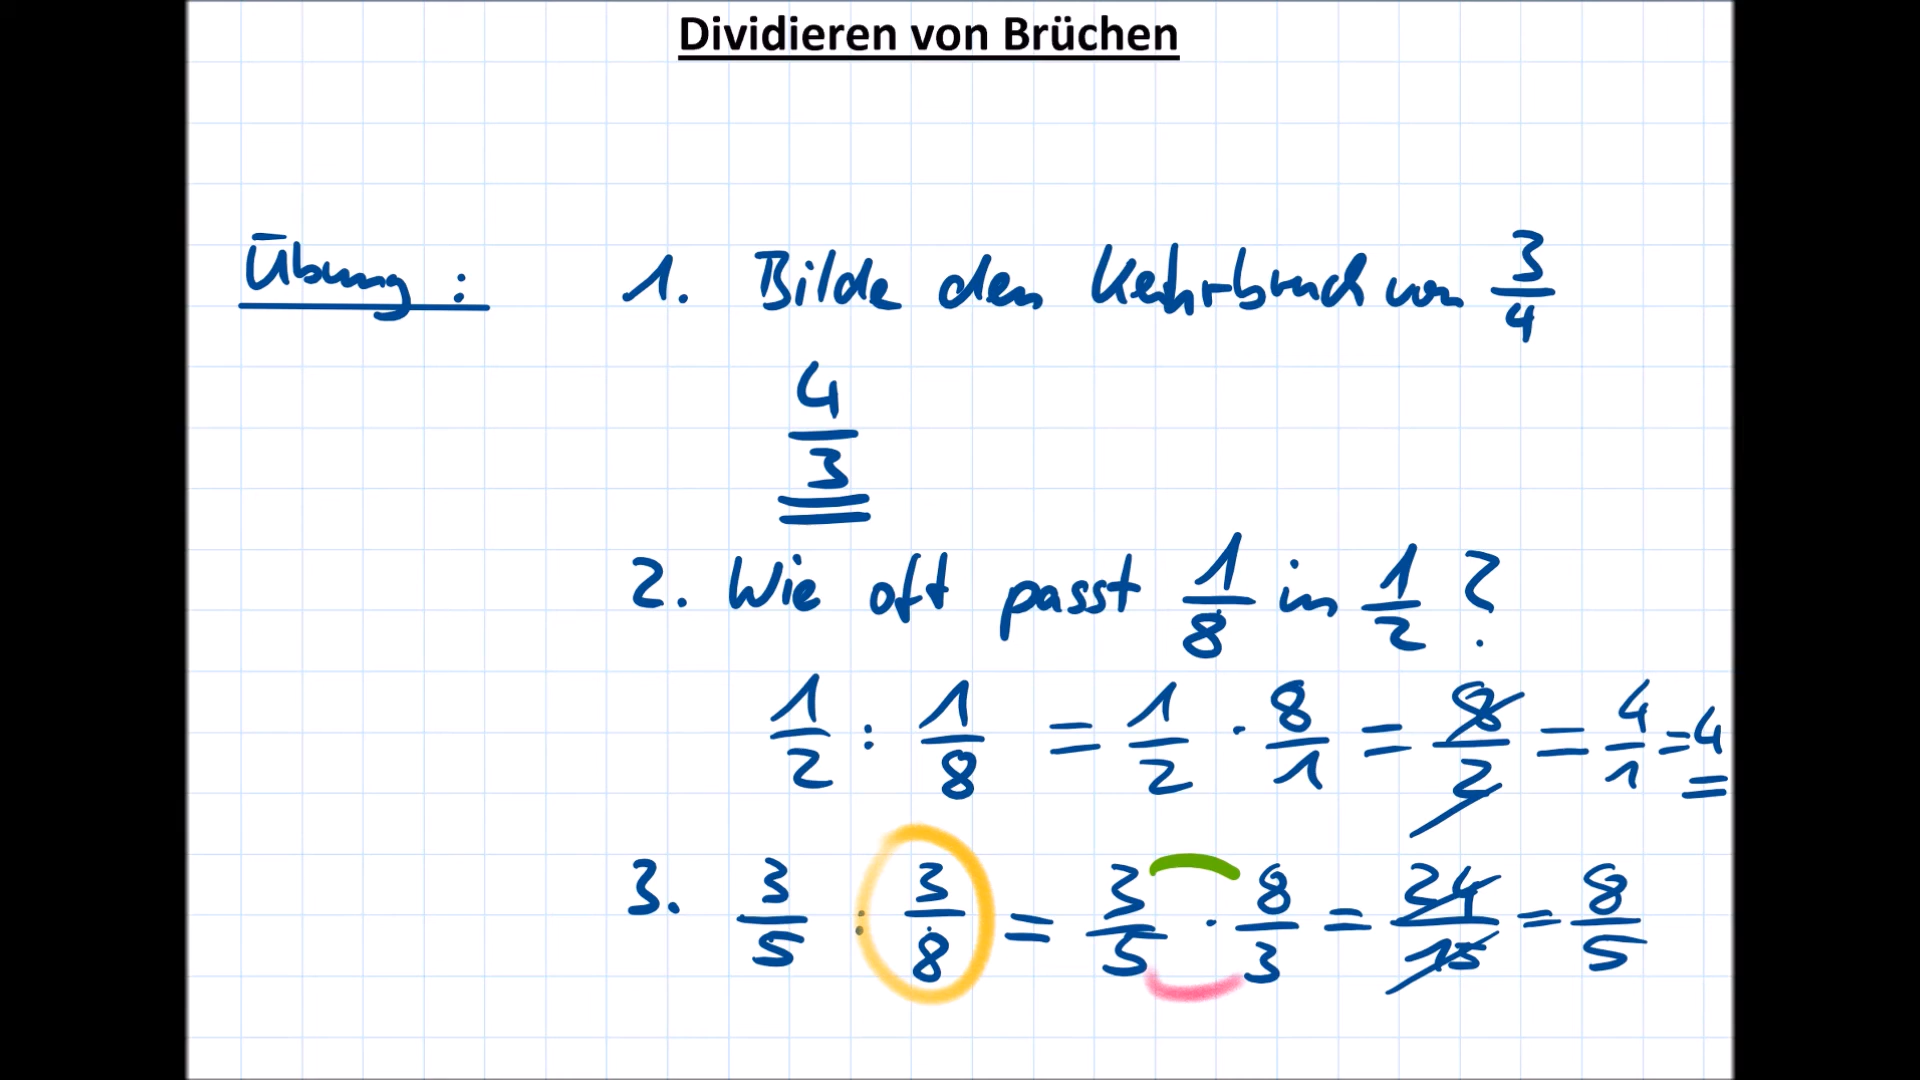 Dividieren von Brüchen
Übung: 1. Bilde den Kehrbruch von 3/4
4/3
2. Wie oft passt 1/8 in 1/2?
1/2 : 1/8 = 1/2 · 8/1 = 8/2 = 4/1 = 4
3. 3/5 : 3/8 = 3/5 · 8/3 = 24/15 = 8/5